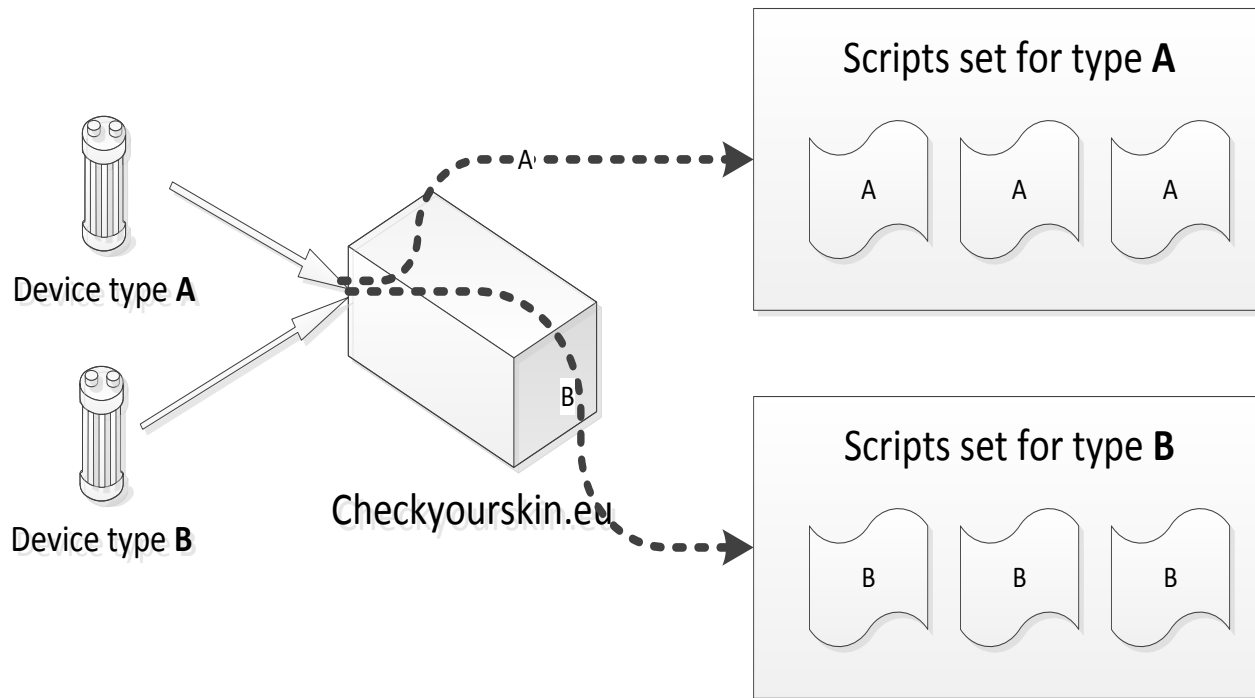 Scripts set for type A
A
A A A
Device type A
Checkyourskin.eu
Device type B
B
Scripts set for type B
B B B